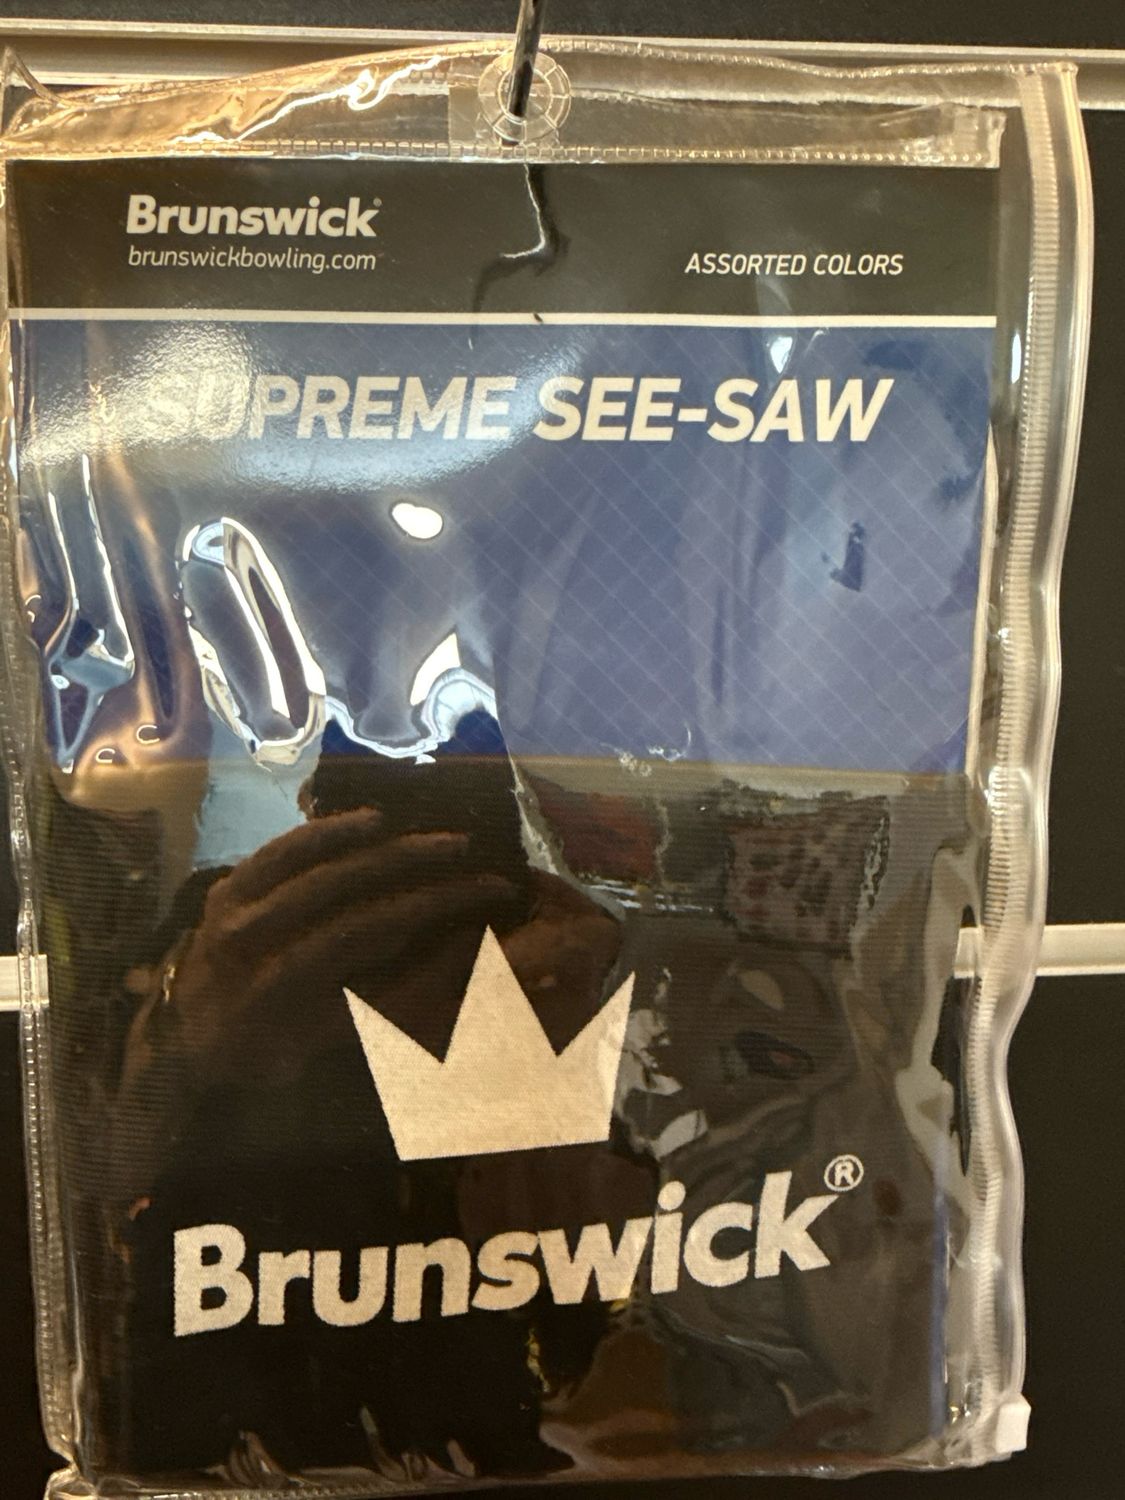 Brunswick®
brunswickbowling.com
ASSORTED COLORS
SUPREME SEE-SAW
Brunswick®